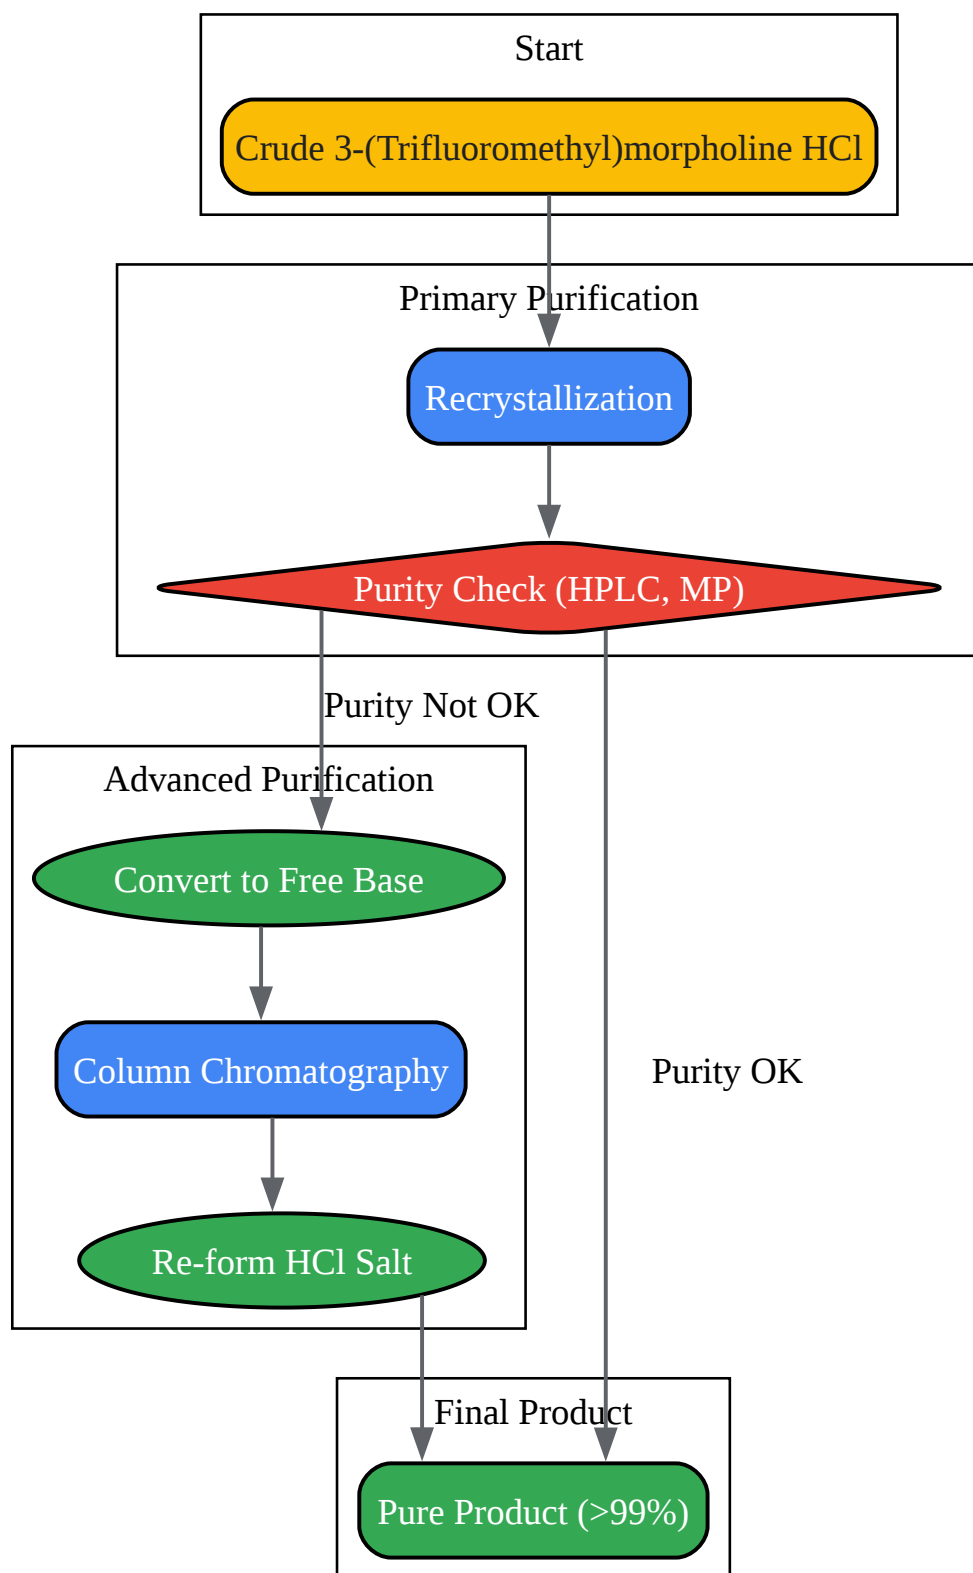 Start
Crude 3-(Trifluoromethyl)morpholine HCl
Primary Purification
Recrystallization
Purity Check (HPLC, MP)
Purity Not OK
Advanced Purification
Convert to Free Base
Column Chromatography
Purity OK
Re-form HCl Salt
Final Product
Pure Product (>99%)